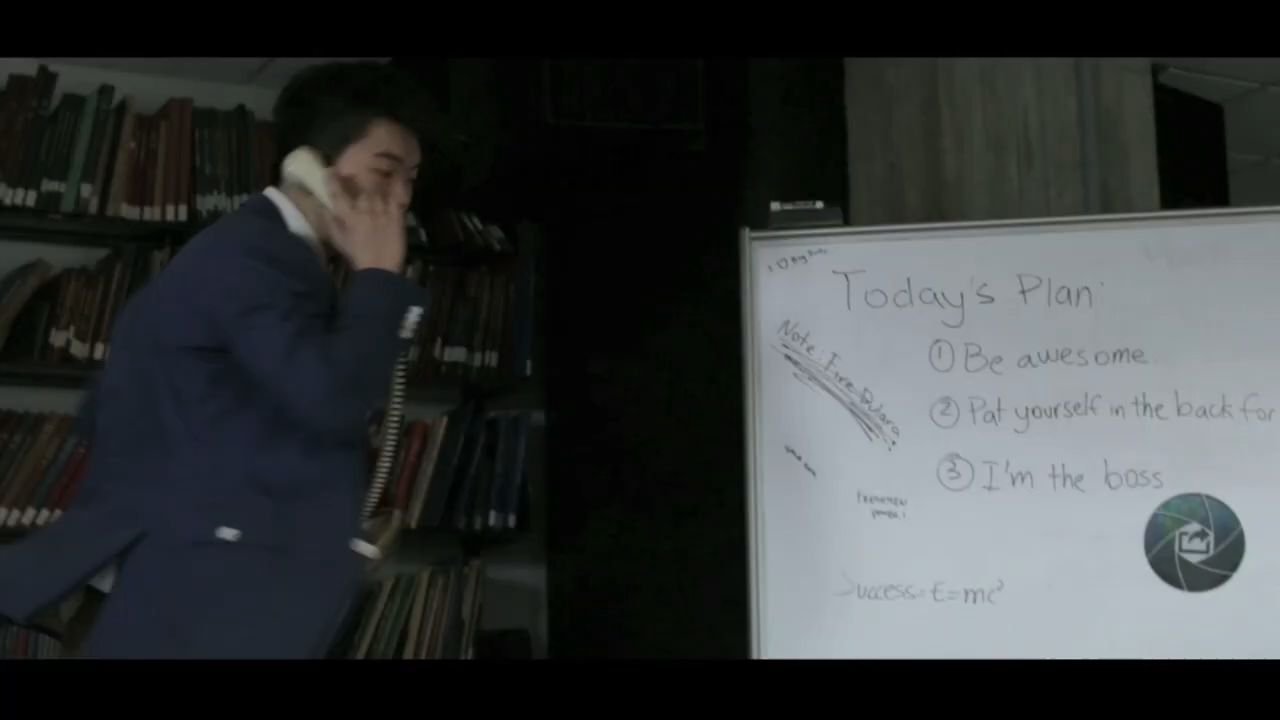 Today's Plan
Note: Fire
① Be awesome
② Pat yourself in the back for
③ I'm the boss
Success = E=mc²